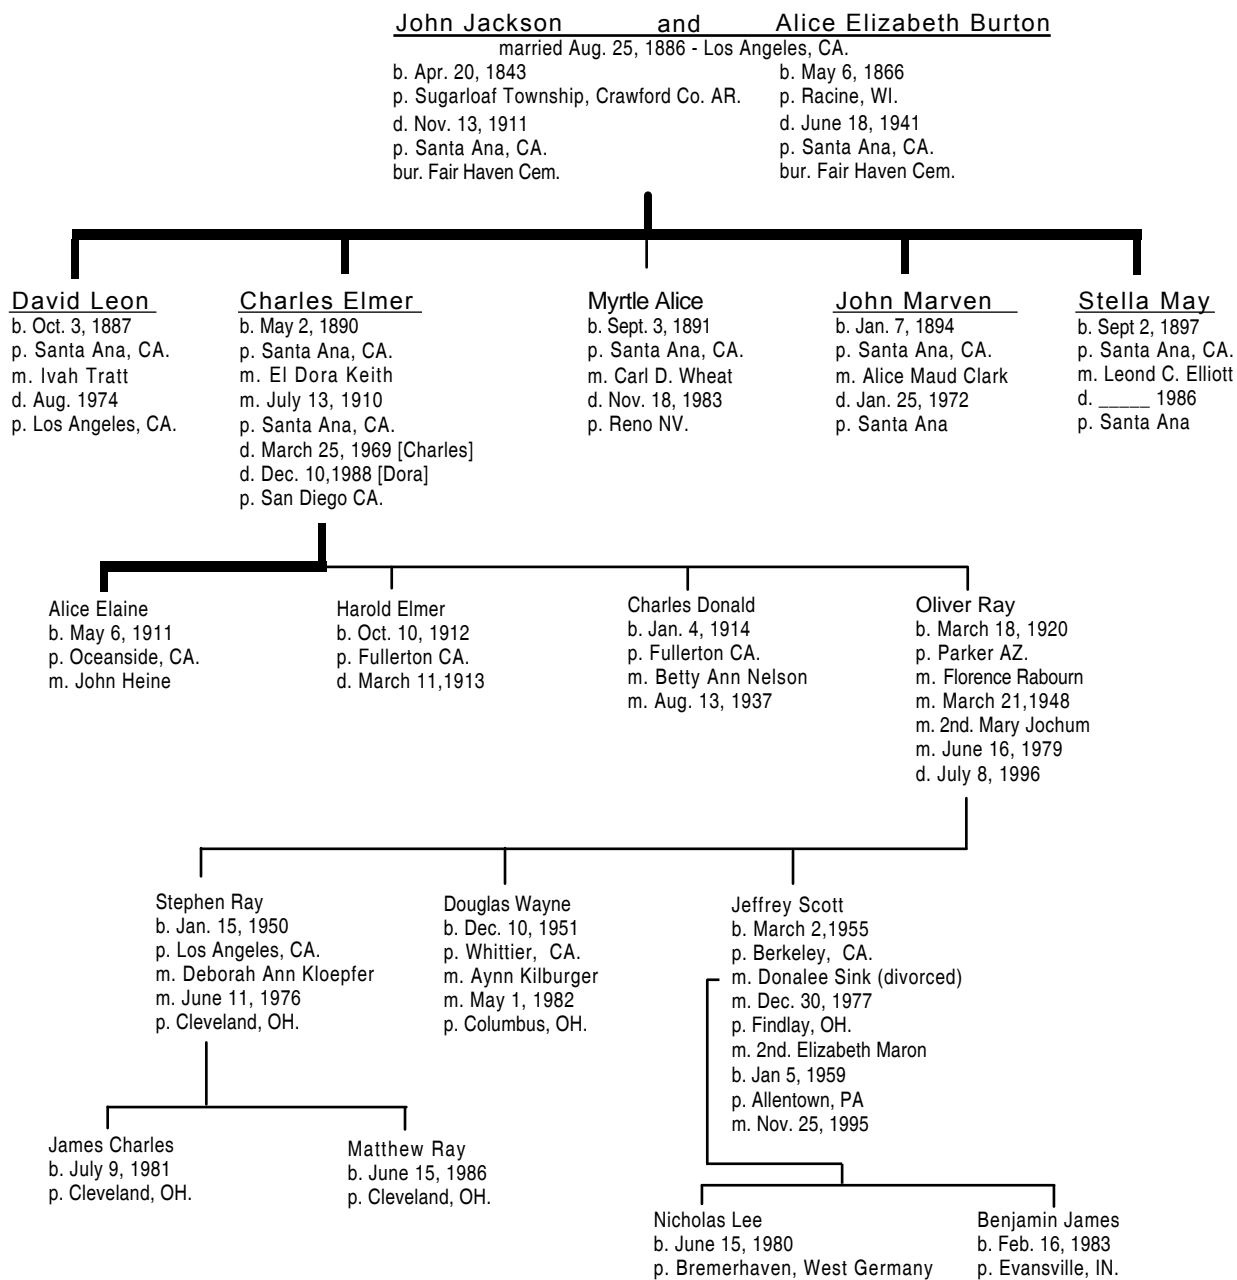 John Jackson and Alice Elizabeth Burton
married Aug. 25, 1886 - Los Angeles, CA.
b. Apr. 20, 1843
p. Sugarloaf Township, Crawford Co. AR.
d. Nov. 13, 1911
p. Santa Ana, CA.
bur. Fair Haven Cem.
b. May 6, 1866
p. Racine, WI.
d. June 18, 1941
p. Santa Ana, CA.
bur. Fair Haven Cem.
David Leon
b. Oct. 3, 1887
p. Santa Ana, CA.
m. Ivah Tratt
d. Aug. 1974
p. Los Angeles, CA.
Charles Elmer
b. May 2, 1890
p. Santa Ana, CA.
m. El Dora Keith
m. July 13, 1910
p. Santa Ana, CA.
d. March 25, 1969 [Charles]
d. Dec. 10,1988 [Dora]
p. San Diego CA.
Myrtle Alice
b. Sept. 3, 1891
p. Santa Ana, CA.
m. Carl D. Wheat
d. Nov. 18, 1983
p. Reno NV.
John Marven
b. Jan. 7, 1894
p. Santa Ana, CA.
m. Alice Maud Clark
d. Jan. 25, 1972
p. Santa Ana
Stella May
b. Sept 2, 1897
p. Santa Ana, CA.
m. Leond C. Elliott
d. _____ 1986
p. Santa Ana
Alice Elaine
b. May 6, 1911
p. Oceanside, CA.
m. John Heine
Harold Elmer
b. Oct. 10, 1912
p. Fullerton CA.
d. March 11,1913
Charles Donald
b. Jan. 4, 1914
p. Fullerton CA.
m. Betty Ann Nelson
m. Aug. 13, 1937
Oliver Ray
b. March 18, 1920
p. Parker AZ.
m. Florence Rabourn
m. March 21,1948
m. 2nd. Mary Jochum
m. June 16, 1979
d. July 8, 1996
Stephen Ray
b. Jan. 15, 1950
p. Los Angeles, CA.
m. Deborah Ann Kloepfer
m. June 11, 1976
p. Cleveland, OH.
Douglas Wayne
b. Dec. 10, 1951
p. Whittier, CA.
m. Aynn Kilburger
m. May 1, 1982
p. Columbus, OH.
Jeffrey Scott
b. March 2,1955
p. Berkeley, CA.
m. Donalee Sink (divorced)
m. Dec. 30, 1977
p. Findlay, OH.
m. 2nd. Elizabeth Maron
b. Jan 5, 1959
p. Allentown, PA
m. Nov. 25, 1995
James Charles
b. July 9, 1981
p. Cleveland, OH.
Matthew Ray
b. June 15, 1986
p. Cleveland, OH.
Nicholas Lee
b. June 15, 1980
p. Bremerhaven, West Germany
Benjamin James
b. Feb. 16, 1983
p. Evansville, IN.